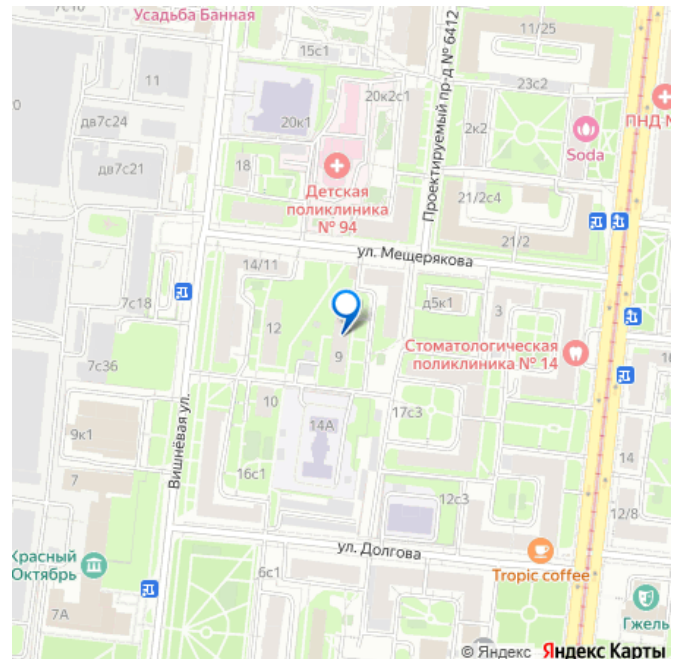 7с10
Усадьба Банная
11/25
15с1
11
20к2с1
23с2
Проектируемый пр-д № 6412
дв7с24
20к1
2к2
ПНД №
Soda
дв7с21
18
Детская
поликлиника
№ 94
21/2с4
21/2
ул. Мещерякова
14/11
7с18
12
9
д5к1
3
Стоматологическая
поликлиника № 14
7с36
10
14А
17с3
Вишнёвая ул.
9к1
16с1
14
7
12с3
12/8
ул. Долгова
Красный
Октябрь
6с1
Tropic coffee
7А
Гжель
© Яндекс Яндекс Карты